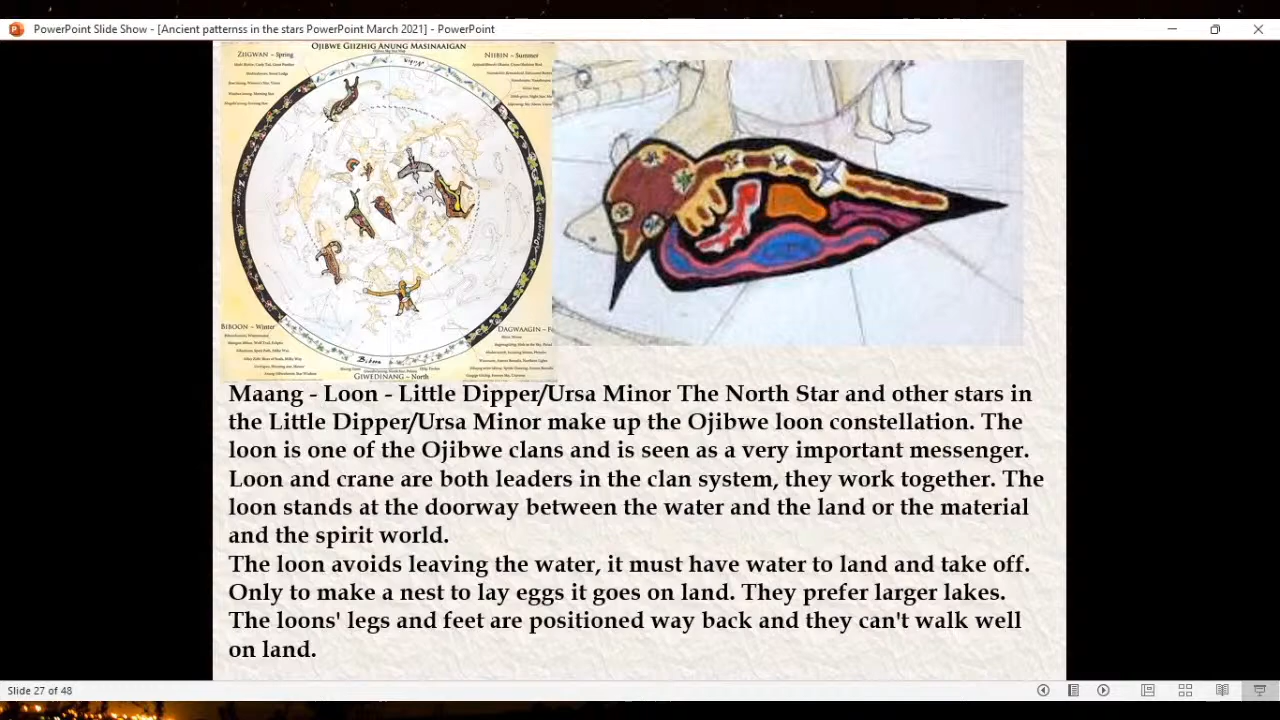 PowerPoint Slide Show - [Ancient patternss in the stars PowerPoint March 2021] - PowerPoint
OJIBWE GIIZHIG ANUNG MASINAAIGAN
ZIIGWAN ~ Spring
NIIBIN ~ Summer
BIBOON ~ Winter
DAGWAAGIN ~
GIWEDINANG ~ North
Maang - Loon - Little Dipper/Ursa Minor The North Star and other stars in
the Little Dipper/Ursa Minor make up the Ojibwe loon constellation. The
loon is one of the Ojibwe clans and is seen as a very important messenger.
Loon and crane are both leaders in the clan system, they work together. The
loon stands at the doorway between the water and the land or the material
and the spirit world.
The loon avoids leaving the water, it must have water to land and take off.
Only to make a nest to lay eggs it goes on land. They prefer larger lakes.
The loons' legs and feet are positioned way back and they can't walk well
on land.
Slide 27 of 48